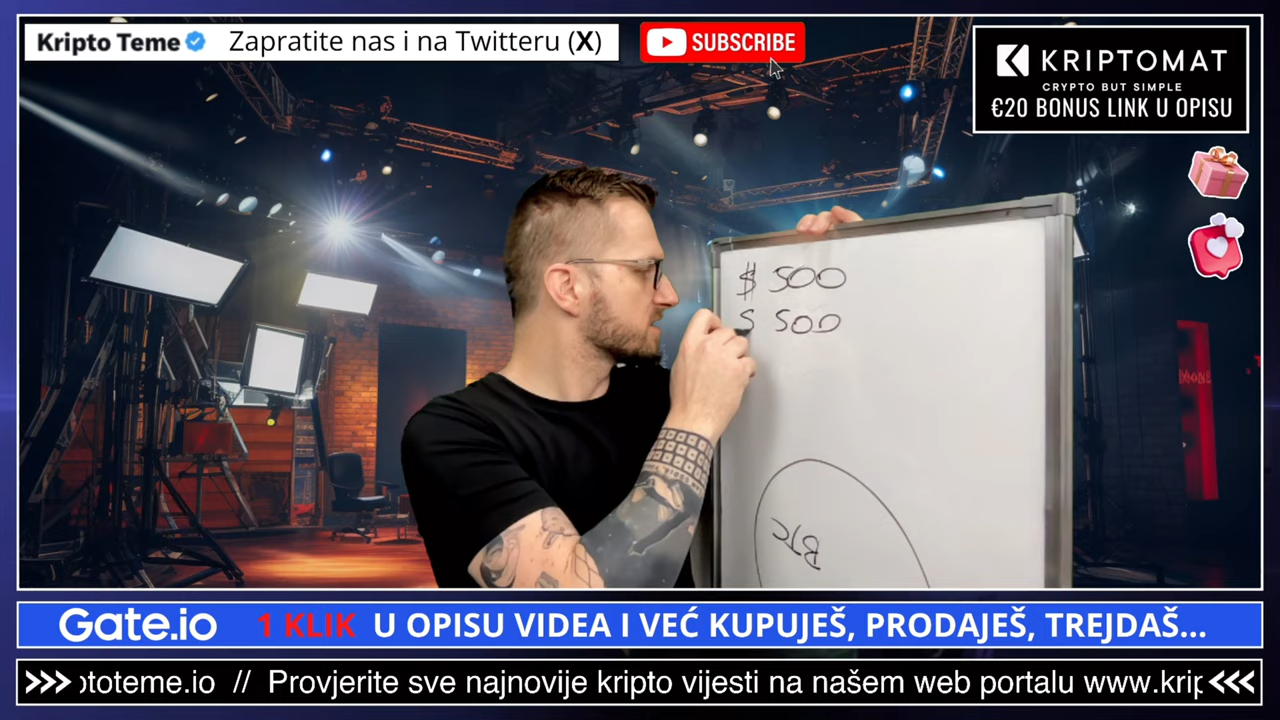 Kripto Teme
Zapratite nas i na Twitteru (X)
SUBSCRIBE
KRIPTOMAT
CRYPTO BUT SIMPLE
€20 BONUS LINK U OPISU
$ 500
$ 500
BTC
Gate.io 1 KLIK U OPISU VIDEA I VEĆ KUPUJEŠ, PRODAJEŠ, TREJDAŠ...
toteme.io // Provjerite sve najnovije kripto vijesti na našem web portalu www.krip